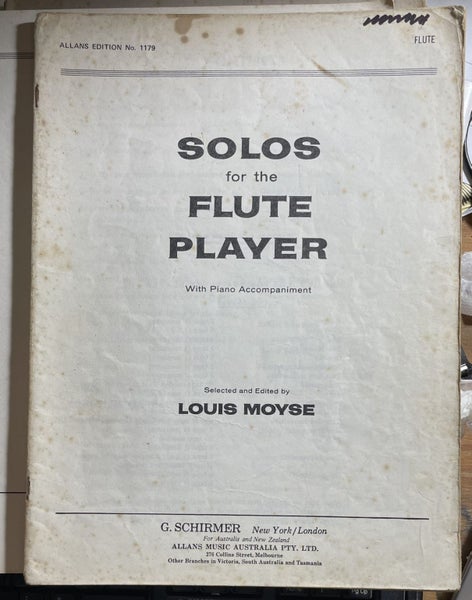 ALLANS EDITION No. 1179
FLUTE
SOLOS
for the
FLUTE
PLAYER
With Piano Accompaniment
Selected and Edited by
LOUIS MOYSE
G. SCHIRMER New York/London
For Australia and New Zealand
ALLANS MUSIC AUSTRALIA PTY. LTD.
276 Collins Street, Melbourne
Other Branches in Victoria, South Australia and Tasmania